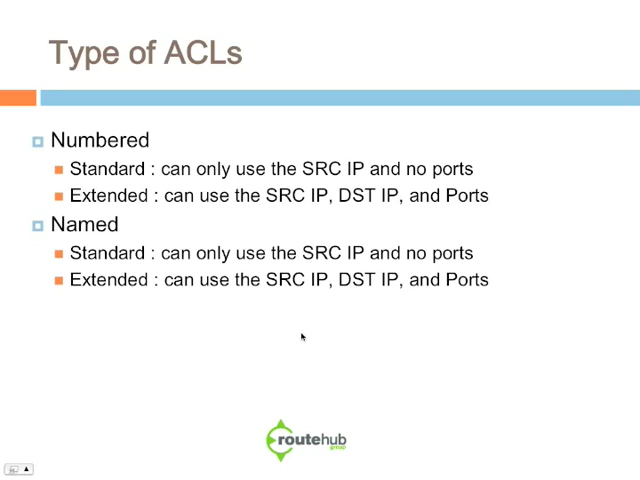 Type of ACLs
Numbered
Standard : can only use the SRC IP and no ports
Extended : can use the SRC IP, DST IP, and Ports
Named
Standard : can only use the SRC IP and no ports
Extended : can use the SRC IP, DST IP, and Ports
routehub
group